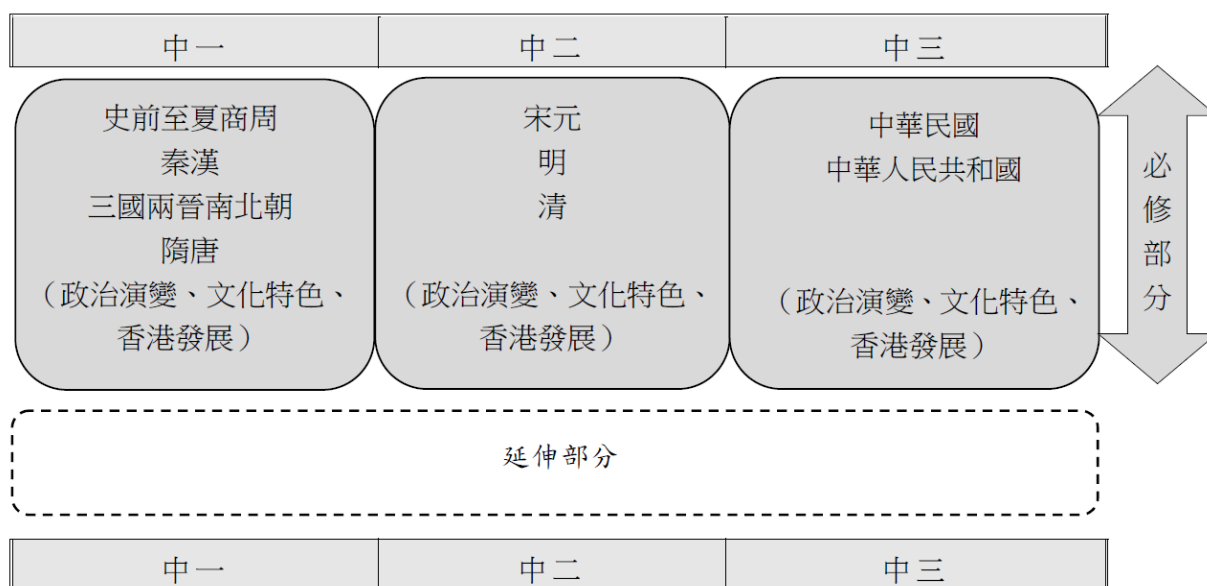 中一
中二
中三
史前至夏商周
秦漢
三國兩晉南北朝
隋唐
（政治演變、文化特色、
香港發展）
宋元
明
清
（政治演變、文化特色、
香港發展）
中華民國
中華人民共和國
（政治演變、文化特色、
香港發展）
必
修
部
分
延伸部分
中一
中二
中三